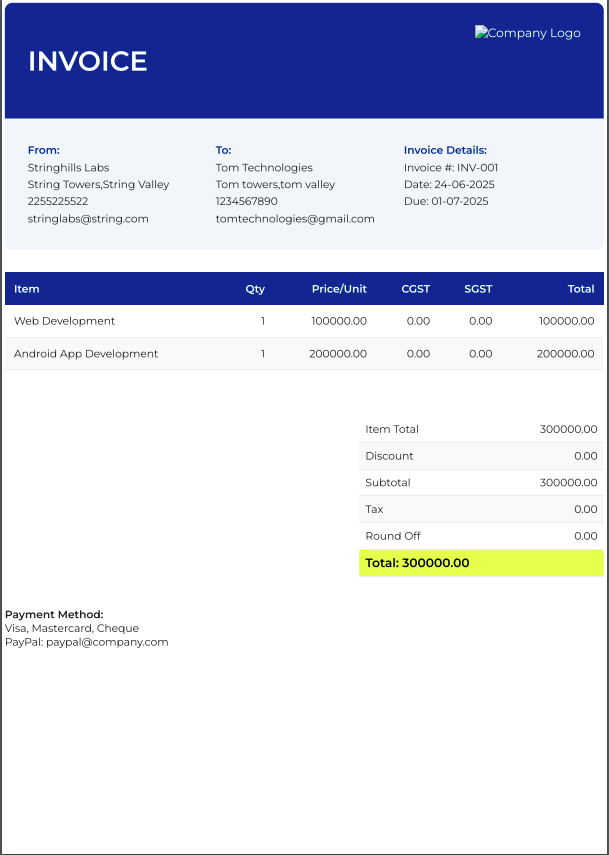 Company Logo
INVOICE
From:
Stringhills Labs
String Towers,String Valley
2255225522
stringlabs@string.com
To:
Tom Technologies
Tom towers,tom valley
1234567890
tomtechnologies@gmail.com
Invoice Details:
Invoice #: INV-001
Date: 24-06-2025
Due: 01-07-2025
Item Qty Price/Unit CGST SGST Total
Web Development 1 100000.00 0.00 0.00 100000.00
Android App Development 1 200000.00 0.00 0.00 200000.00
Item Total 300000.00
Discount 0.00
Subtotal 300000.00
Tax 0.00
Round Off 0.00
Total: 300000.00
Payment Method:
Visa, Mastercard, Cheque
PayPal: paypal@company.com